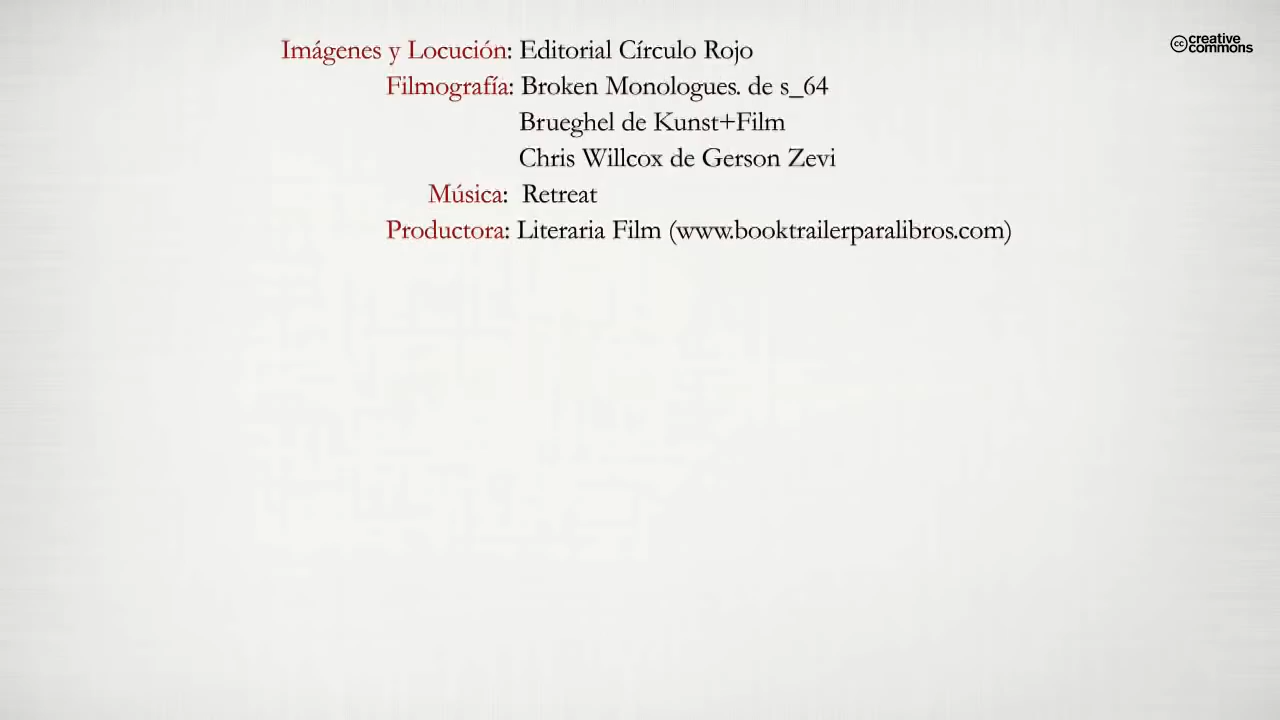 Imágenes y Locución: Editorial Círculo Rojo
Filmografía: Broken Monologues. de s_64
Brueghel de Kunst+Film
Chris Willcox de Gerson Zevi
Música: Retreat
Productora: Literaria Film (www.booktrailerparalibros.com)
cc creative commons